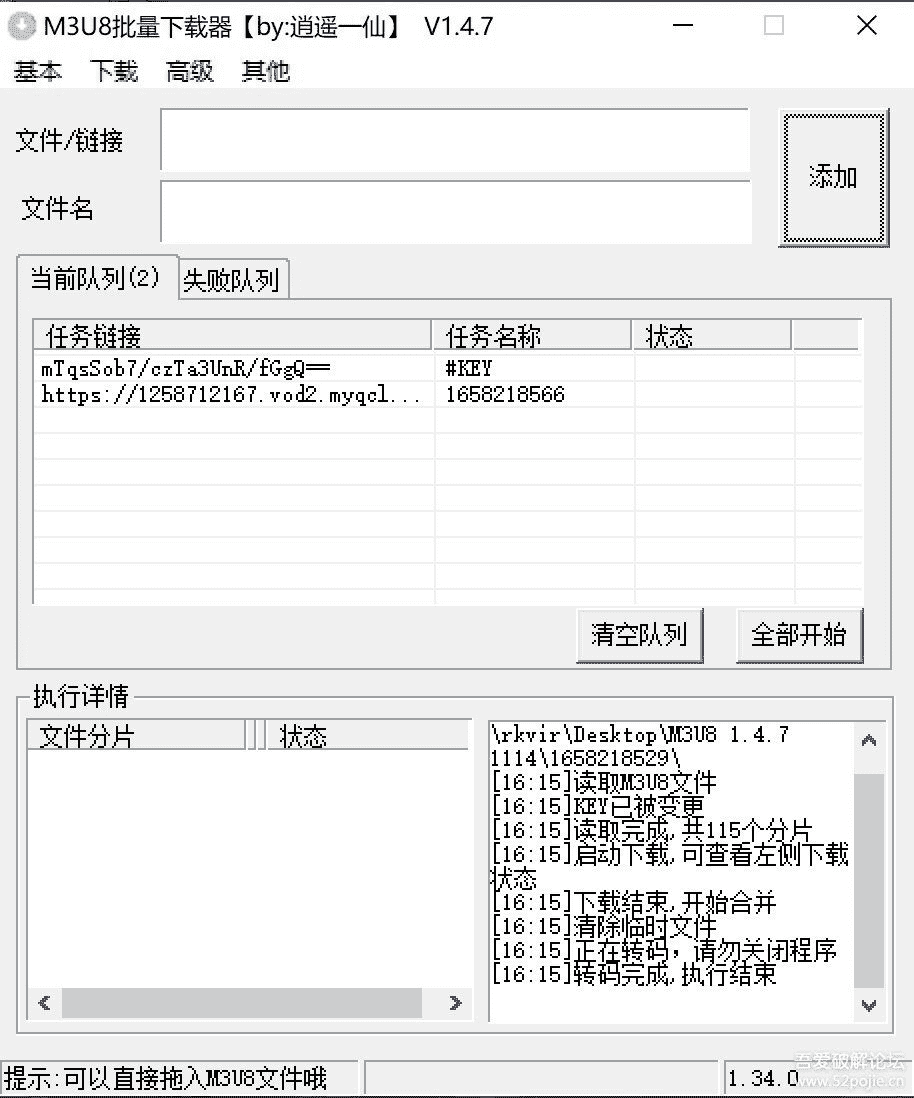 M3U8批量下载器【by:逍遥一仙】 V1.4.7
基本 下载 高级 其他
文件/链接
添加
文件名
当前队列(2) 失败队列
任务链接 任务名称 状态
mTqsSob7/czTa3UnR/fGgQ== #KEY
https://1258712167.vod2.myqcl... 1658218566
清空队列 全部开始
执行详情
文件分片 状态
\rkvir\Desktop\M3U8 1.4.7
1114\1658218529\
[16:15]读取M3U8文件
[16:15]KEY已被变更
[16:15]读取完成,共115个分片
[16:15]启动下载,可查看左侧下载
状态
[16:15]下载结束,开始合并
[16:15]清除临时文件
[16:15]正在转码，请勿关闭程序
[16:15]转码完成,执行结束
提示:可以直接拖入M3U8文件哦
1.34.0
吾爱破解论坛
www.52pojie.cn